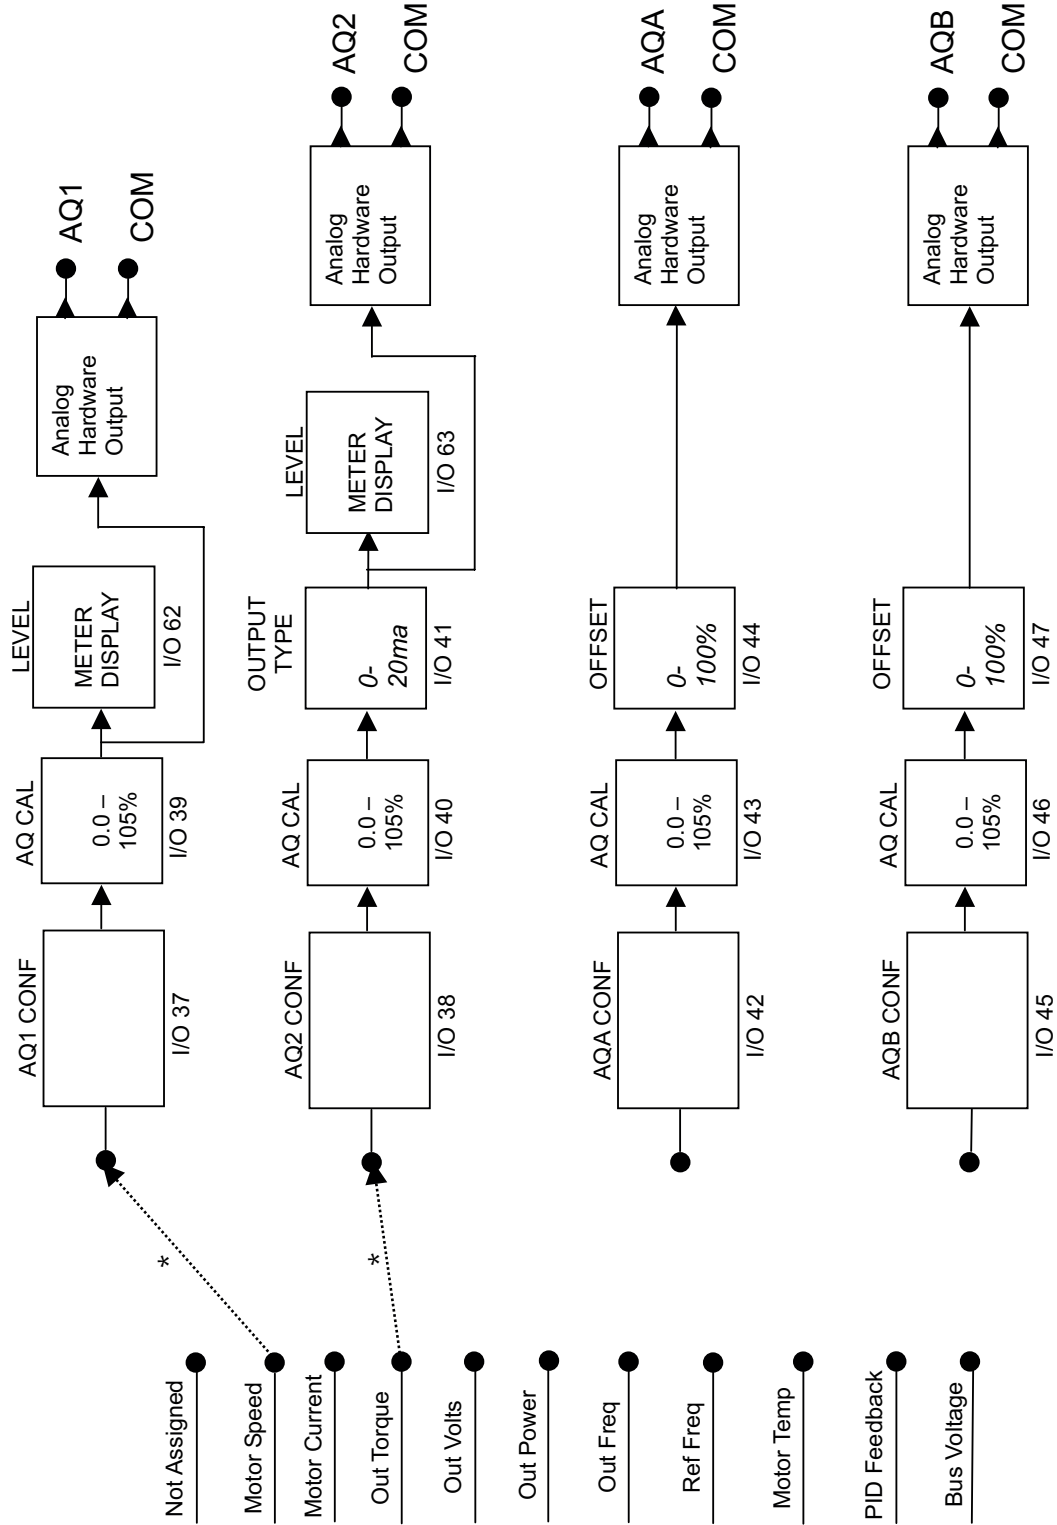 Not Assigned
Motor Speed
Motor Current
Out Torque
Out Volts
Out Power
Out Freq
Ref Freq
Motor Temp
PID Feedback
Bus Voltage
*
*
AQ1 CONF
I/O 37
AQ CAL
0.0 –
105%
I/O 39
LEVEL
METER
DISPLAY
I/O 62
Analog
Hardware
Output
AQ1
COM
AQ2 CONF
I/O 38
AQ CAL
0.0 –
105%
I/O 40
OUTPUT
TYPE
0-
20ma
I/O 41
LEVEL
METER
DISPLAY
I/O 63
Analog
Hardware
Output
AQ2
COM
AQA CONF
I/O 42
AQ CAL
0.0 –
105%
I/O 43
OFFSET
0-
100%
I/O 44
Analog
Hardware
Output
AQA
COM
AQB CONF
I/O 45
AQ CAL
0.0 –
105%
I/O 46
OFFSET
0-
100%
I/O 47
Analog
Hardware
Output
AQB
COM